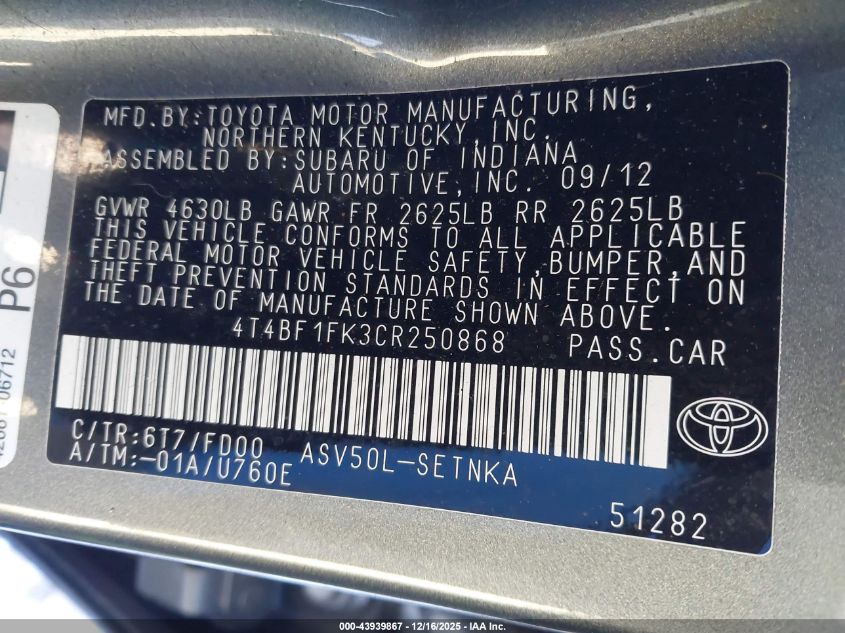 MFD.BY:TOYOTA MOTOR MANUFACTURING,
NORTHERN KENTUCKY,INC.
ASSEMBLED BY:SUBARU OF INDIANA
AUTOMOTIVE,INC. 09/12
GVWR 4630LB GAWR FR 2625LB RR 2625LB
THIS VEHICLE CONFORMS TO ALL APPLICABLE
FEDERAL MOTOR VEHICLE SAFETY,BUMPER,AND
THEFT PREVENTION STANDARDS IN EFFECT ON
THE DATE OF MANUFACTURE SHOWN ABOVE.
4T4BF1FK3CR250868 PASS.CAR
C/TR:6T7/FD00 ASV50L-SETNKA
A/TM:-01A/U760E
51282
P6
06712
000-43939867 - 12/16/2025 - IAA Inc.